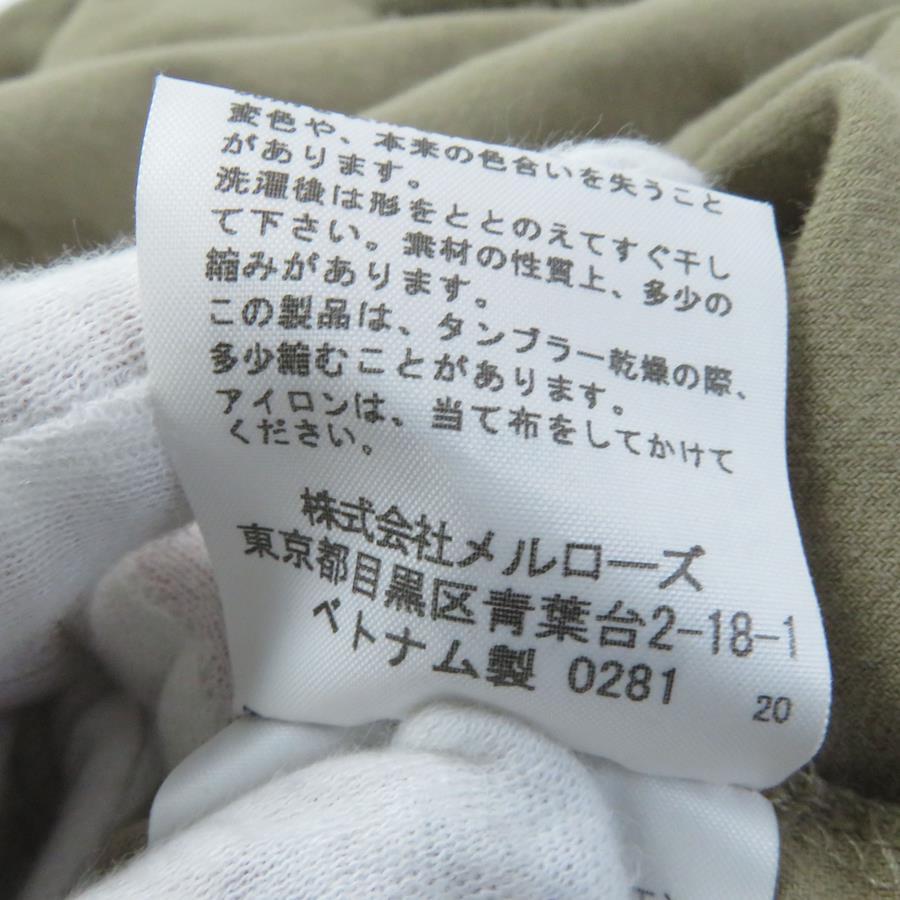 変色や、本来の色合いを失うこと
があります。
洗濯後は形をととのえてすぐ干し
て下さい。素材の性質上、多少の
縮みがあります。
この製品は、タンブラー乾燥の際、
多少縮むことがあります。
アイロンは、当て布をしてかけて
ください。
株式会社メルローズ
東京都目黒区青葉台2-18-1
ベトナム製 0281
20